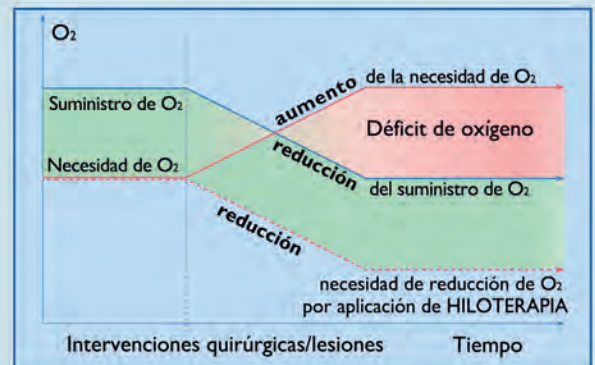 O₂
Suministro de O₂
Necesidad de O₂
aumento
de la necesidad de O₂
Déficit de oxígeno
reducción
del suministro de O₂
reducción
necesidad de reducción de O₂
por aplicación de HILOTERAPIA
Intervenciones quirúrgicas/lesiones
Tiempo